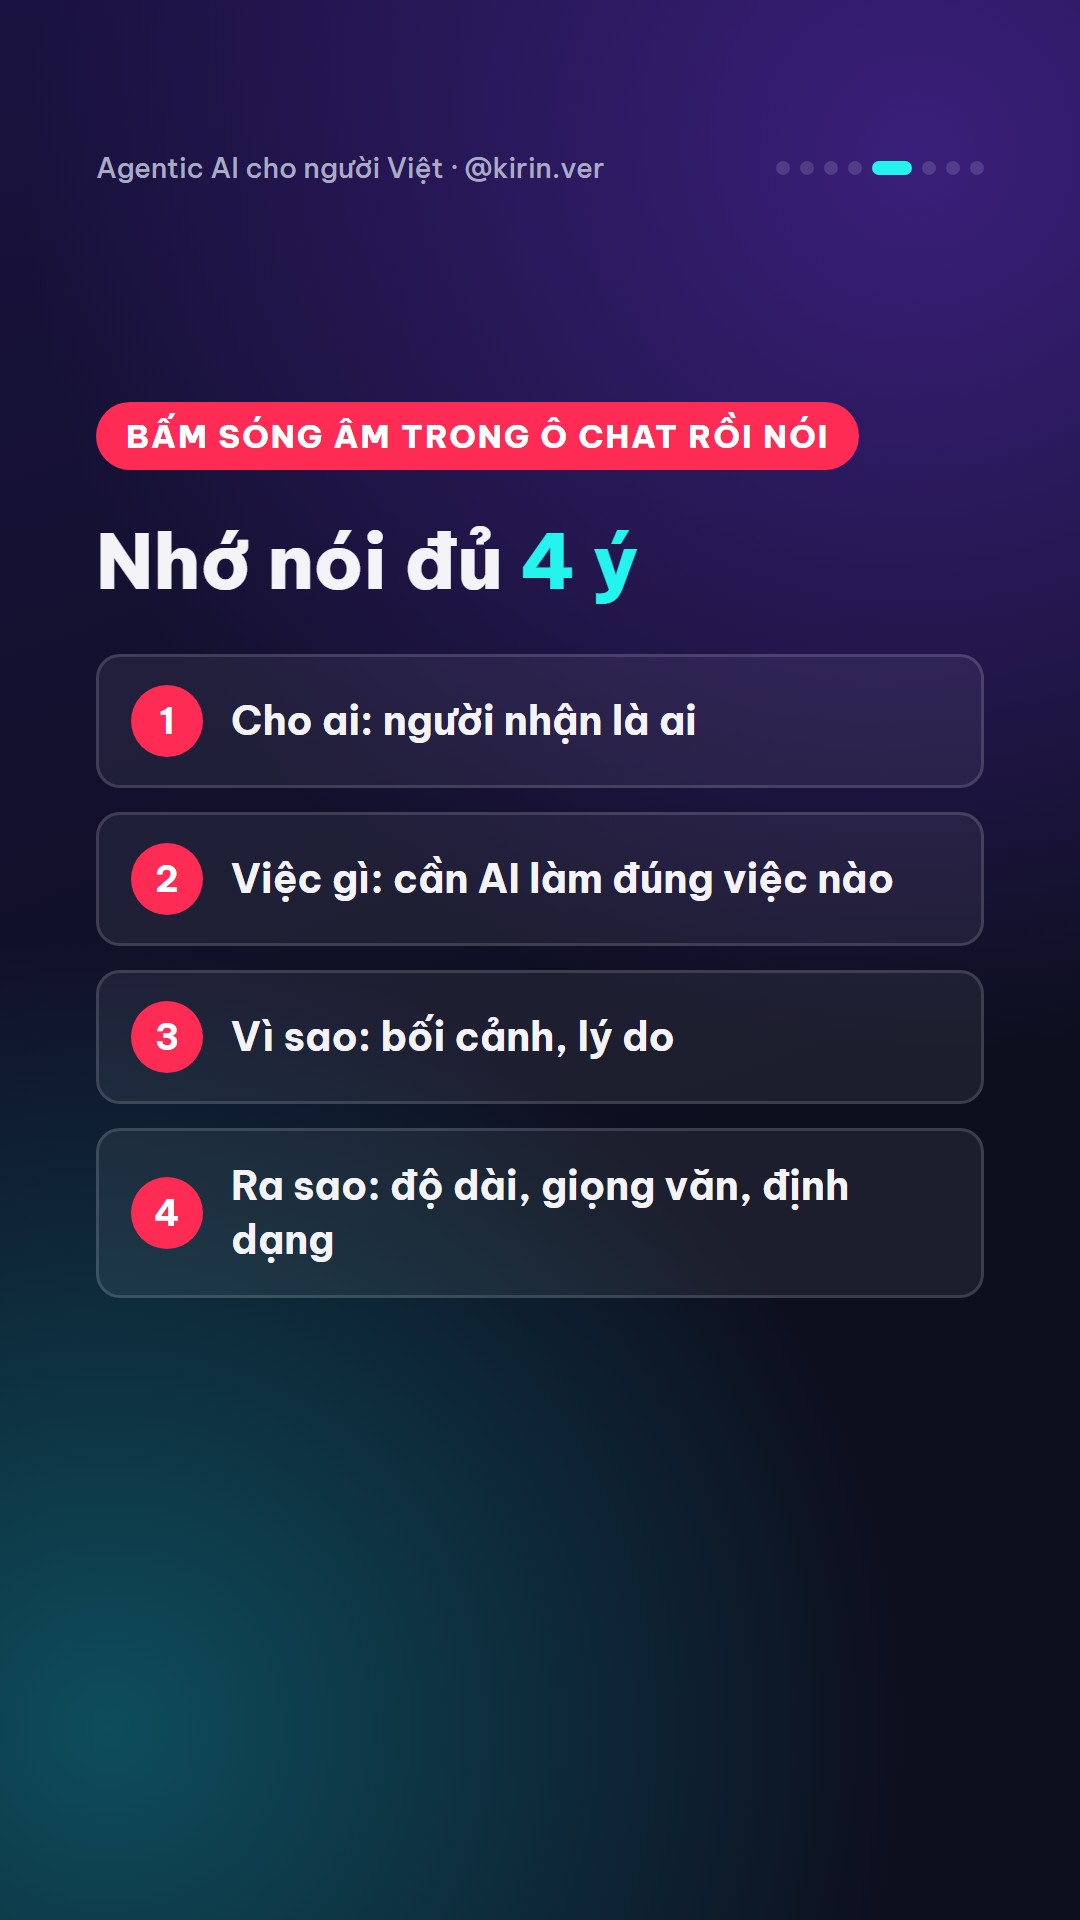 Agentic AI cho người Việt · @kirin.ver
BẤM SÓNG ÂM TRONG Ô CHAT RỒI NÓI
Nhớ nói đủ 4 ý
1 Cho ai: người nhận là ai
2 Việc gì: cần AI làm đúng việc nào
3 Vì sao: bối cảnh, lý do
4 Ra sao: độ dài, giọng văn, định
dạng